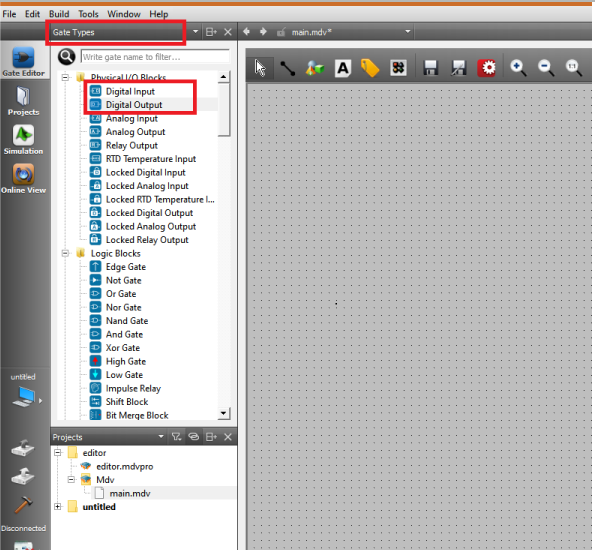 File Edit Build Tools Window Help
Gate Types
main.mdv*
Write gate name to filter...
Gate Editor
Projects
Simulation
Online View
Physical I/O Blocks
Digital Input
Digital Output
Analog Input
Analog Output
Relay Output
RTD Temperature Input
Locked Digital Input
Locked Analog Input
Locked RTD Temperature I...
Locked Digital Output
Locked Analog Output
Locked Relay Output
Logic Blocks
Edge Gate
Not Gate
Or Gate
Nor Gate
Nand Gate
And Gate
Xor Gate
High Gate
Low Gate
Impulse Relay
Shift Block
Bit Merge Block
untitled
Disconnected
Projects
editor
editor.mdvpro
Mdv
main.mdv
untitled
A
1:1